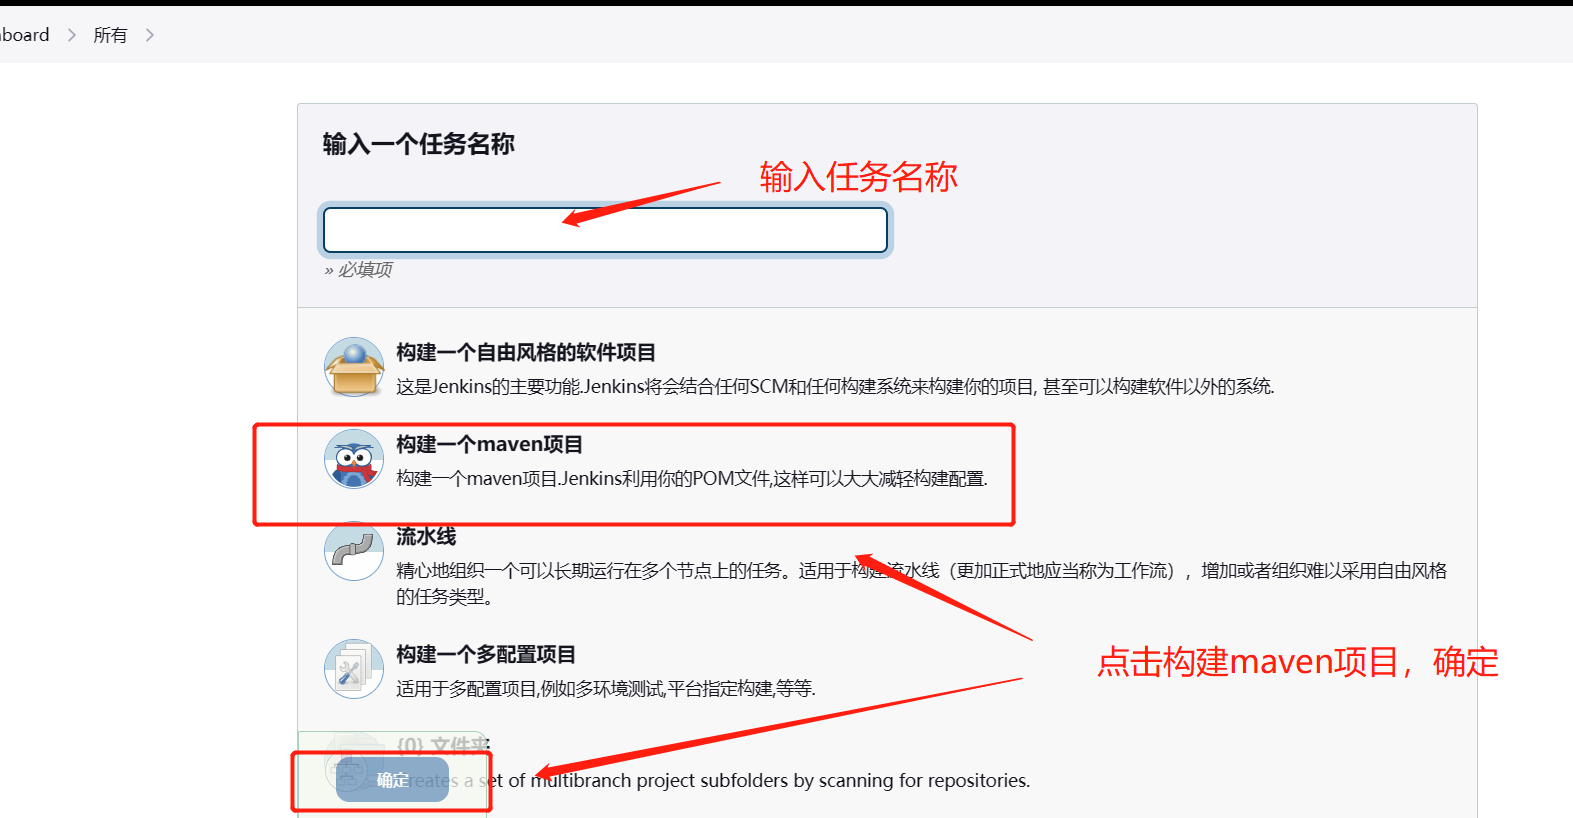 board > 所有 >
输入一个任务名称
输入任务名称
» 必填项
构建一个自由风格的软件项目
这是Jenkins的主要功能.Jenkins将会结合任何SCM和任何构建系统来构建你的项目, 甚至可以构建软件以外的系统.
构建一个maven项目
构建一个maven项目.Jenkins利用你的POM文件,这样可以大大减轻构建配置.
流水线
精心地组织一个可以长期运行在多个节点上的任务。适用于构建流水线（更加正式地应当称为工作流），增加或者组织难以采用自由风格
的任务类型。
构建一个多配置项目
适用于多配置项目,例如多环境测试,平台指定构建,等等.
点击构建maven项目，确定
{0} 文件夹
确定
Creates a set of multibranch project subfolders by scanning for repositories.